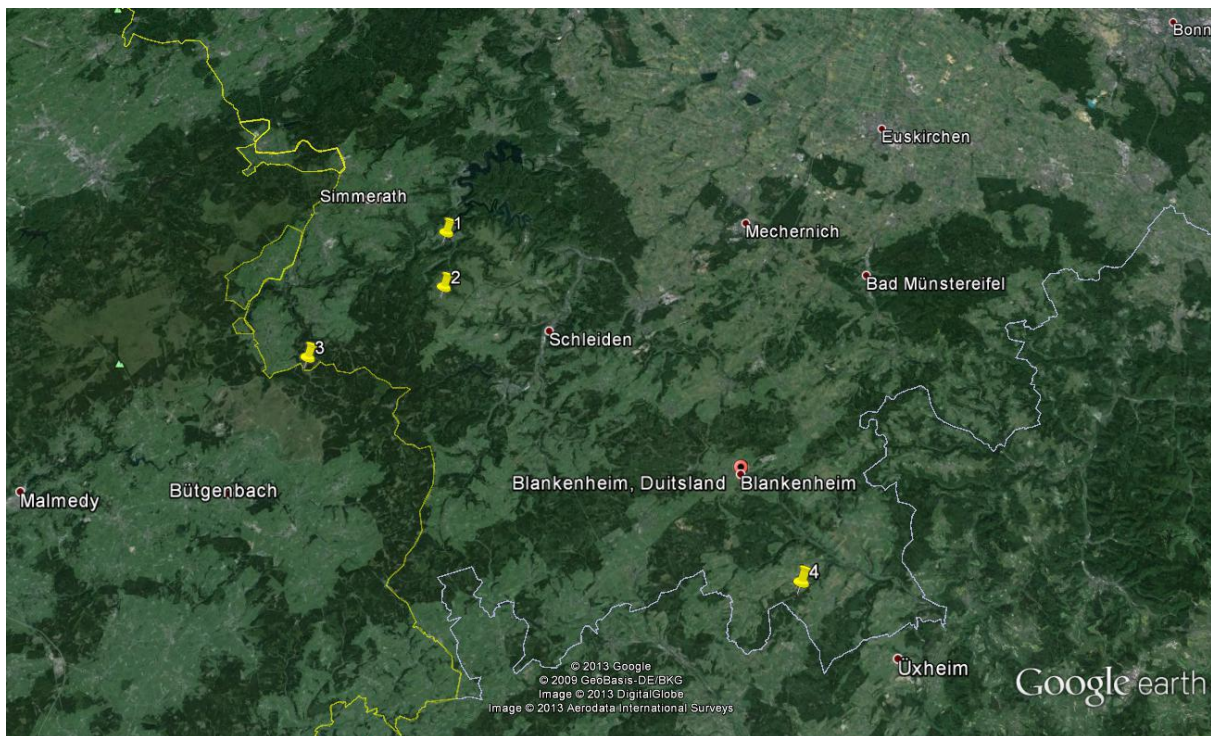 Bonn
Euskirchen
Simmerath
1
Mechernich
2
Bad Münstereifel
Schleiden
3
Blankenheim, Duitsland
Blankenheim
Bütgenbach
Malmedy
4
Üxheim
© 2013 Google
© 2009 GeoBasis-DE/BKG
Image © 2013 DigitalGlobe
Image © 2013 Aerodata International Surveys
Google earth